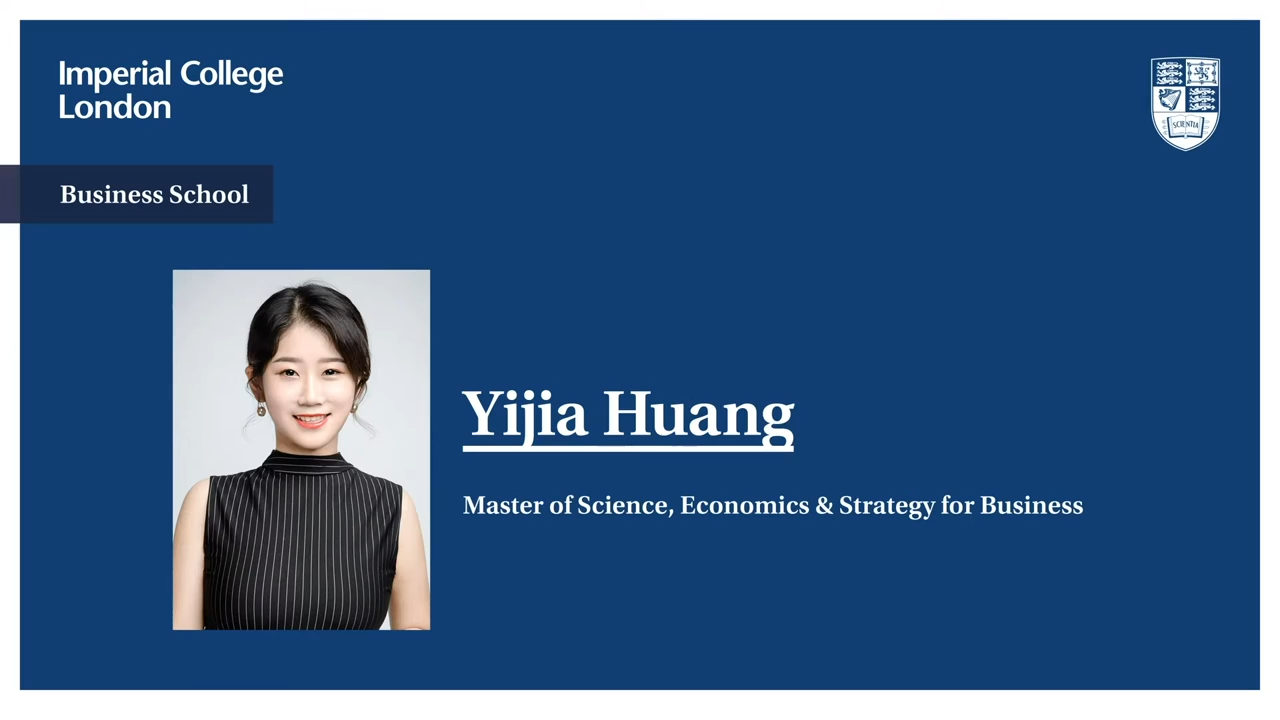 Imperial College
London
SCIENTIA
Business School
Yijia Huang
Master of Science, Economics & Strategy for Business